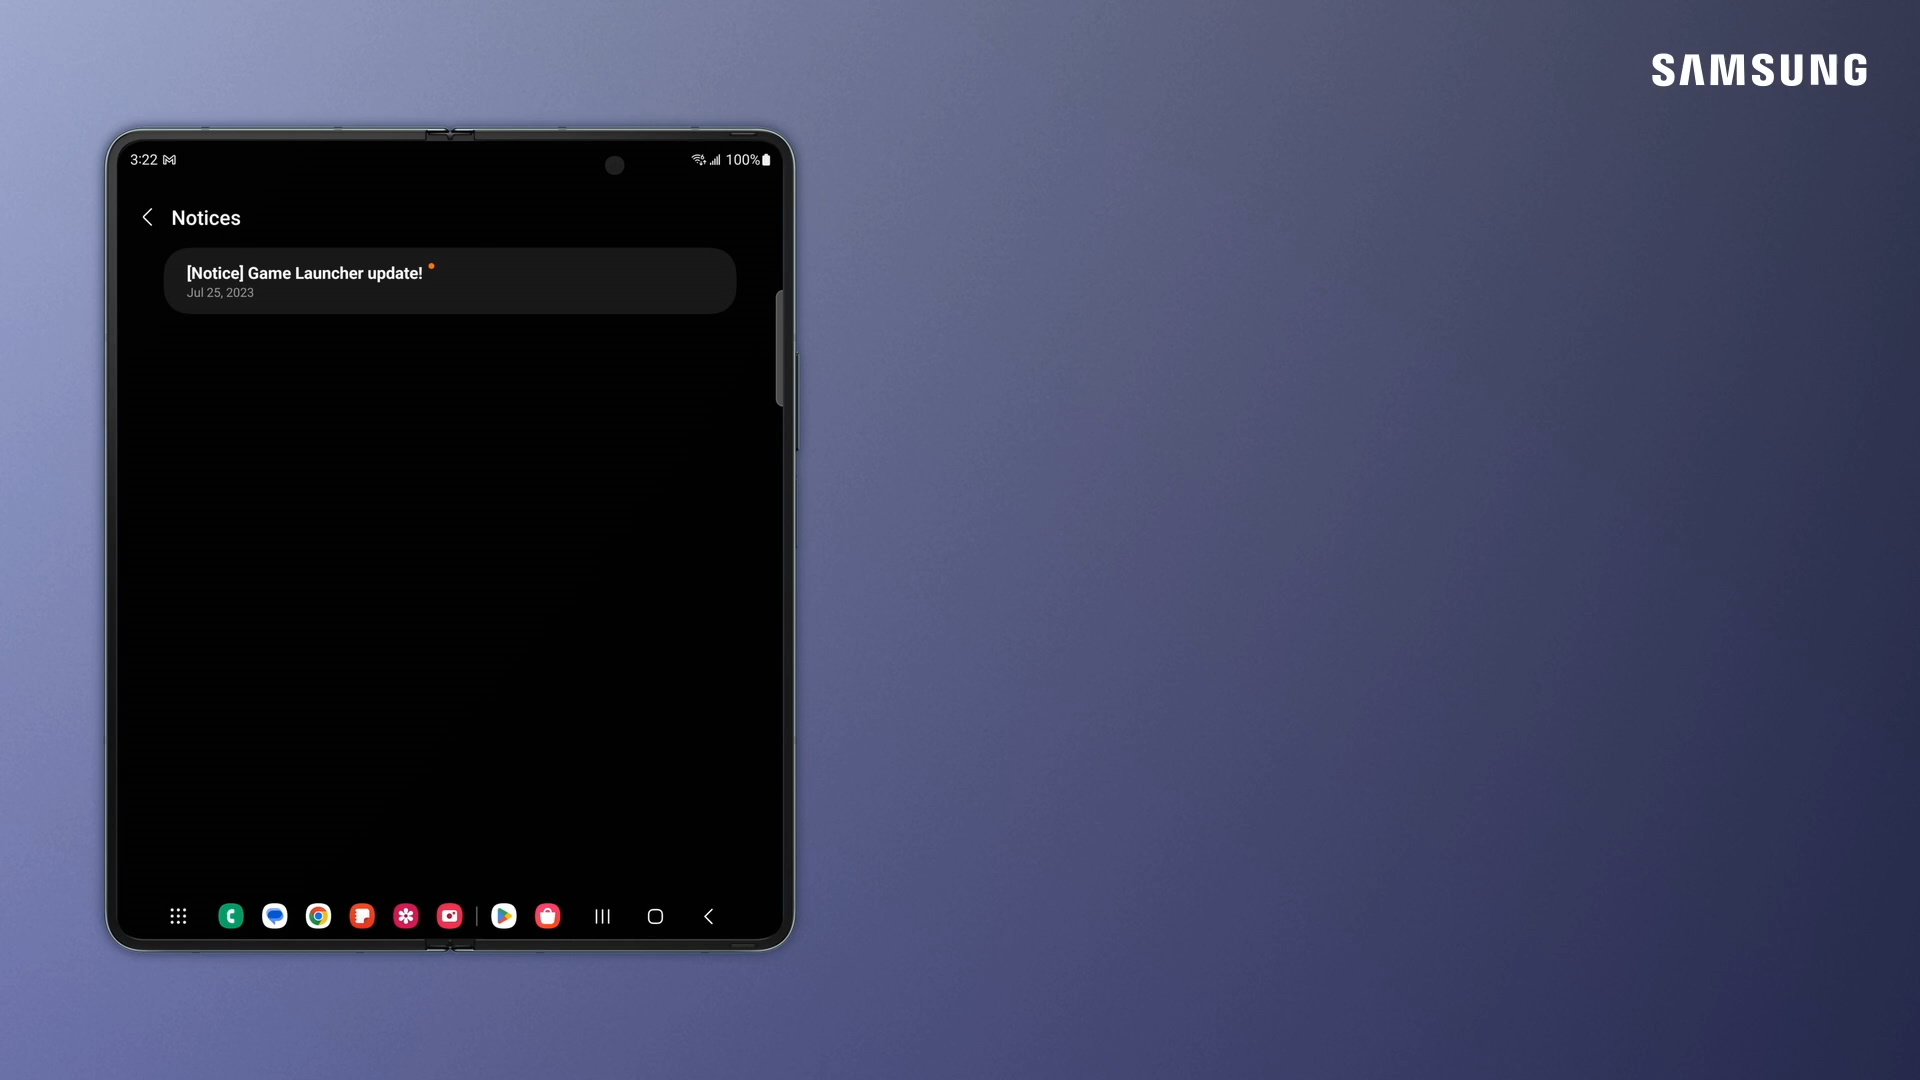 SAMSUNG
3:22
100%
Notices
[Notice] Game Launcher update!
Jul 25, 2023